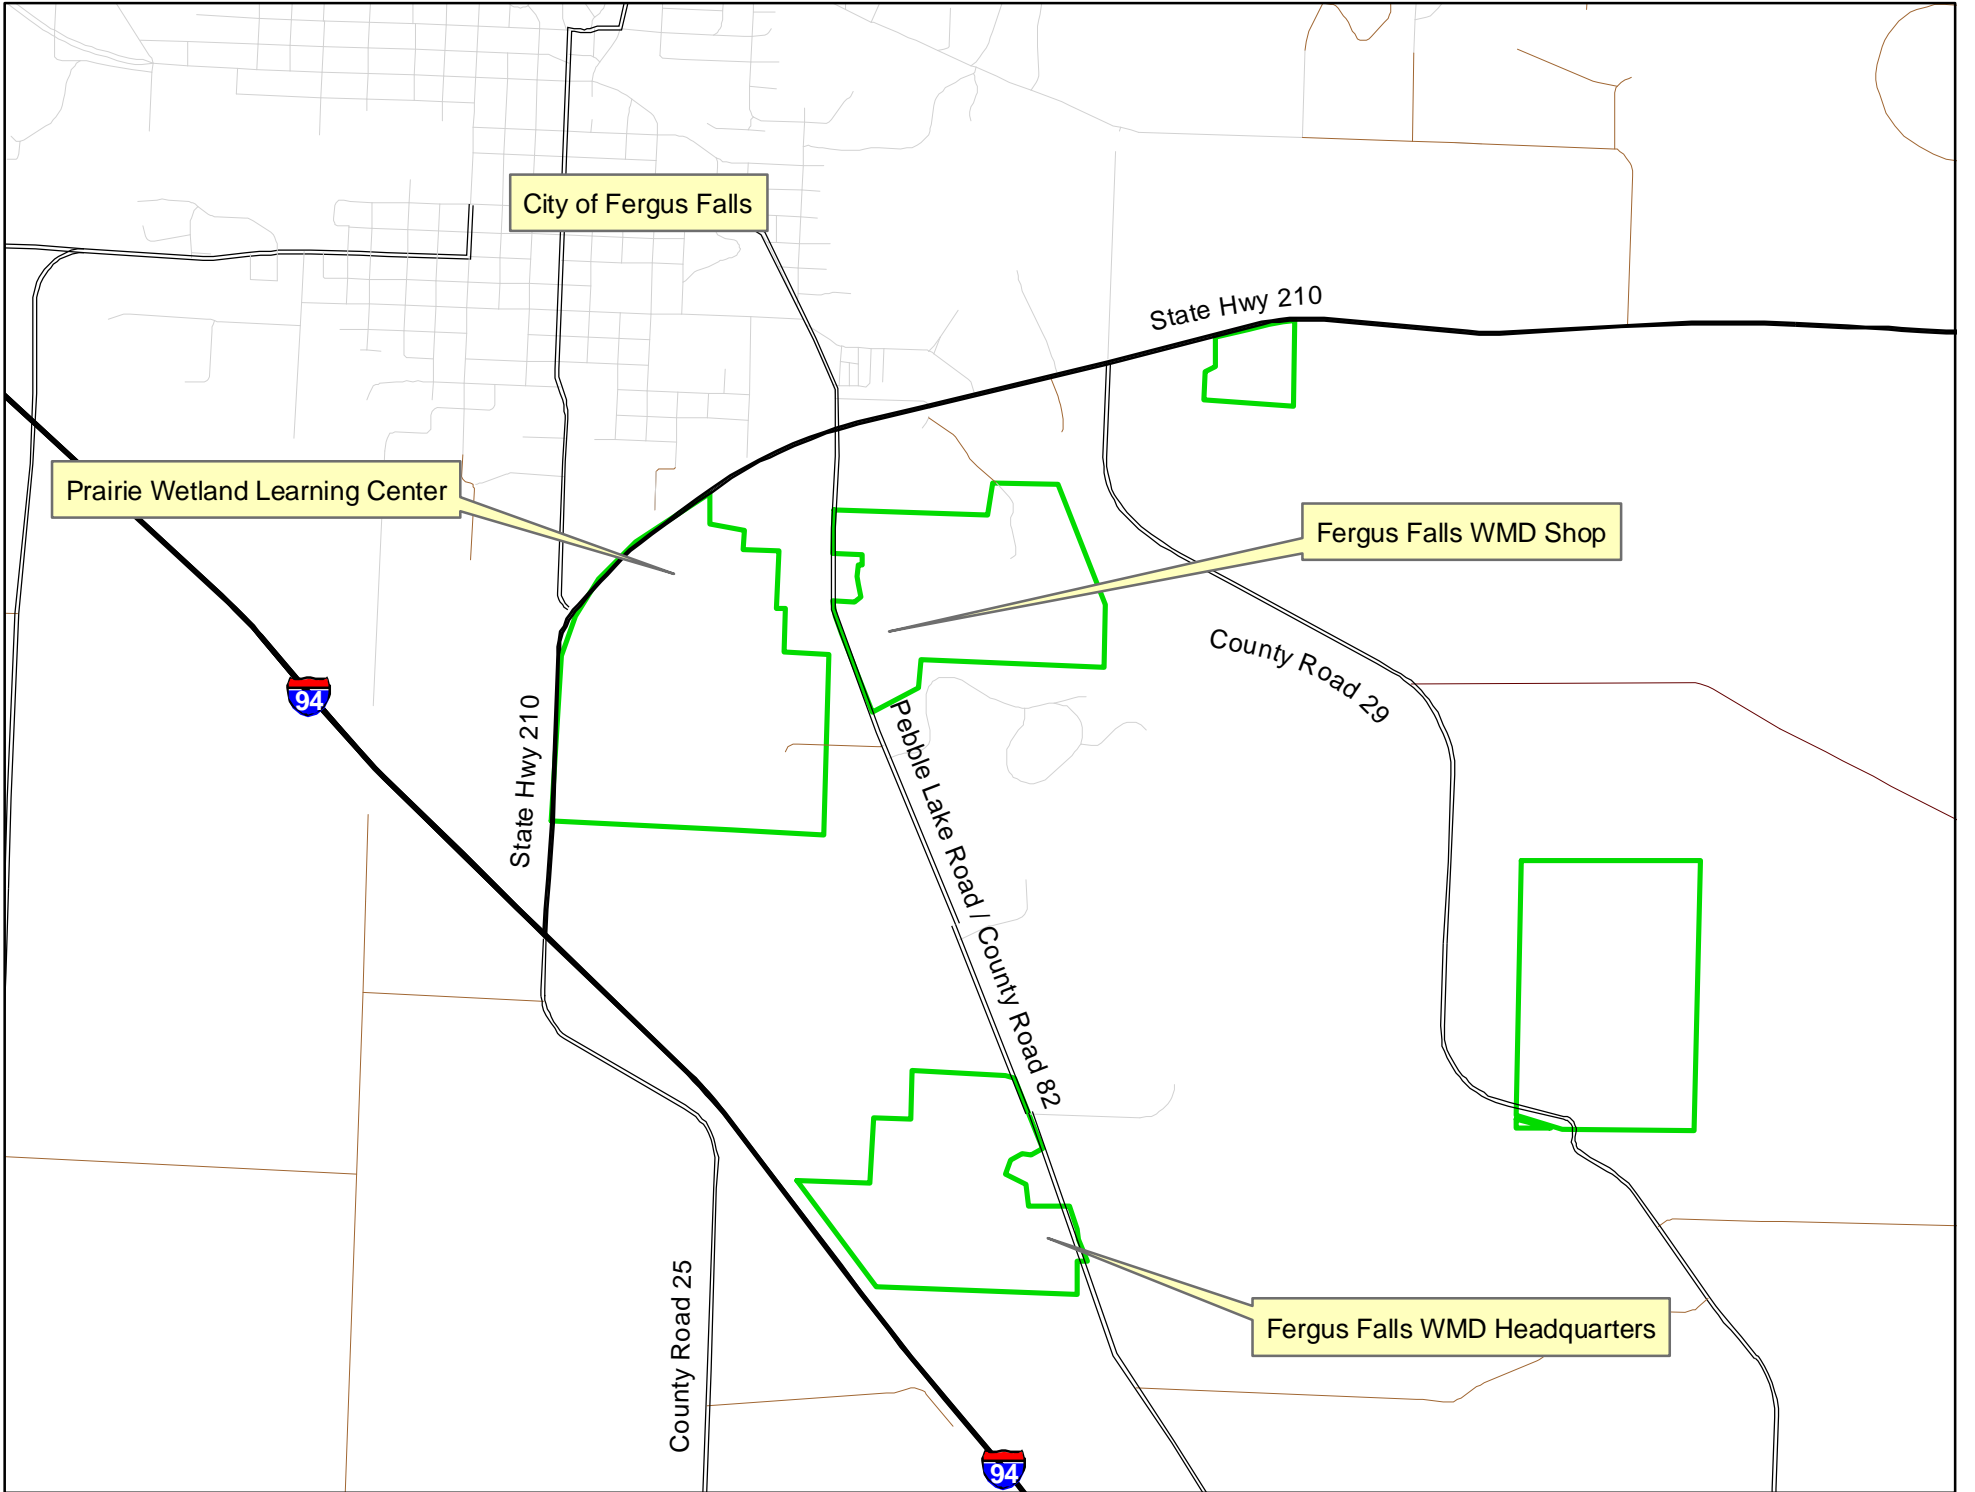 City of Fergus Falls
State Hwy 210
Prairie Wetland Learning Center
Fergus Falls WMD Shop
County Road 29
94
State Hwy 210
Pebble Lake Road / County Road 82
County Road 25
Fergus Falls WMD Headquarters
94